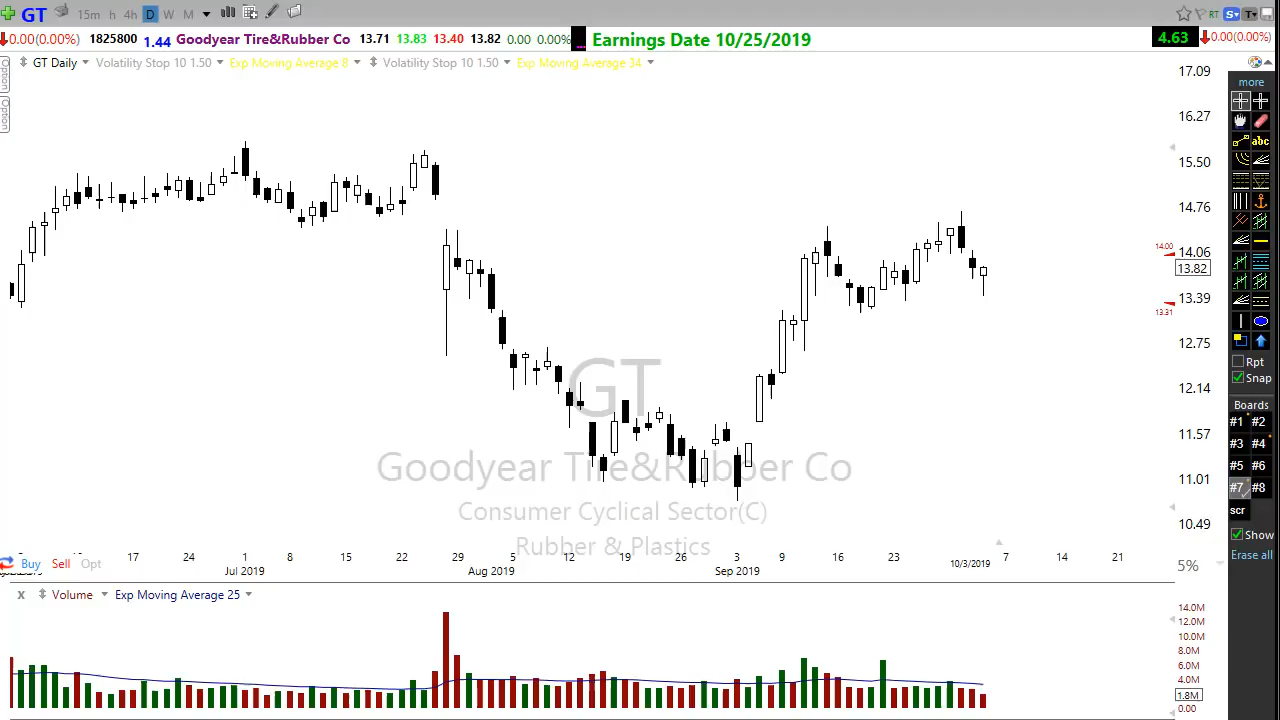 GT 15m h 4h D W M RT S T
0.00(0.00%) 1825800 1.44 Goodyear Tire&Rubber Co 13.71 13.83 13.40 13.82 0.00 0.00% Earnings Date 10/25/2019 4.63 0.00(0.00%)
GT Daily Volatility Stop 10 1.50 Exp Moving Average 8 Volatility Stop 10 1.50 Exp Moving Average 34
Option
Option
17.09
16.27
15.50
14.76
14.00
14.06
13.82
13.39
13.31
12.75
12.14
11.57
11.01
10.49
5%
GT
Goodyear Tire&Rubber Co
Consumer Cyclical Sector(C)
Rubber & Plastics
17 24 1 8 15 22 29 5 12 19 26 3 9 16 23 7 14 21
Jul 2019 Aug 2019 Sep 2019 10/3/2019
Buy Sell Opt
x Volume Exp Moving Average 25
14.0M
12.0M
10.0M
8.0M
6.0M
4.0M
1.8M
0.00
more
abc
Rpt
Snap
Boards
#1 #2
#3 #4
#5 #6
#7 #8
scr
Show
Erase all